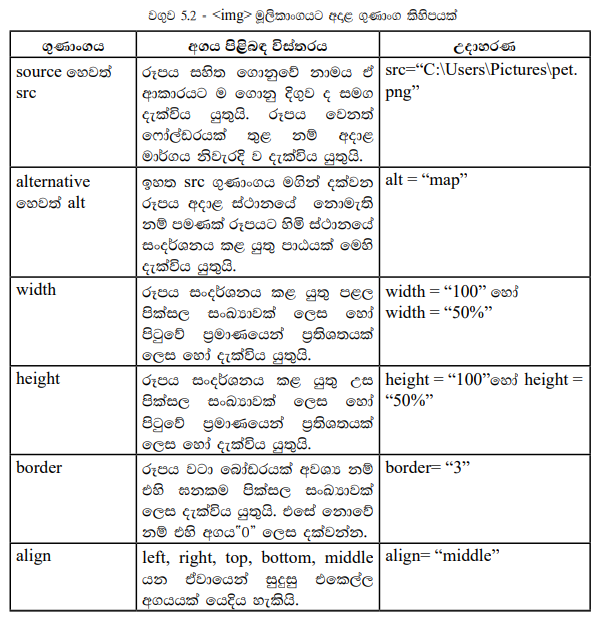 වගුව 5.2 - <img> මූලිකාංගයට අදාළ ගුණාංග කිහිපයක්
ගුණාංගය
අගය පිළිබඳ විස්තරය
උදාහරණ
source හෙවත්
src
රූපය සහිත ගොනුවේ නාමය ඒ
ආකාරයට ම ගොනු දිගුව ද සමග
දැක්විය යුතුයි. රූපය වෙනත්
ෆෝල්ඩරයක් තුළ නම් අදාළ
මාර්ගය නිවැරදි ව දැක්විය යුතුයි.
src=“C:\Users\Pictures\pet.
png”
alternative
හෙවත් alt
ඉහත src ගුණාංගය මගින් දක්වන
රූපය අදාළ ස්ථානයේ නොමැති
නම් පමණක් රූපයට හිමි ස්ථානයේ
සංදර්ශනය කළ යුතු පාඨයක් මෙහි
දැක්විය යුතුයි.
alt = “map”
width
රූපය සංදර්ශනය කළ යුතු පළල
පික්සල සංඛ්‍යාවක් ලෙස හෝ
පිටුවේ ප්‍රමාණයෙන් ප්‍රතිශතයක්
ලෙස හෝ දැක්විය යුතුයි.
width = “100” හෝ
width = “50%”
height
රූපය සංදර්ශනය කළ යුතු උස
පික්සල සංඛ්‍යාවක් ලෙස හෝ
පිටුවේ ප්‍රමාණයෙන් ප්‍රතිශතයක්
ලෙස හෝ දැක්විය යුතුයි.
height = “100”හෝ height =
“50%”
border
රූපය වටා බෝඩරයක් අවශ්‍ය නම්
එහි ඝනකම පික්සල සංඛ්‍යාවක්
ලෙස දැක්විය යුතුයි. එසේ නොවේ
නම් එහි අගය“0” ලෙස දක්වන්න.
border= “3”
align
left, right, top, bottom, middle
යන ඒවායෙන් සුදුසු එකෙල්ල
අගයයක් යෙදිය හැකියි.
align= “middle”